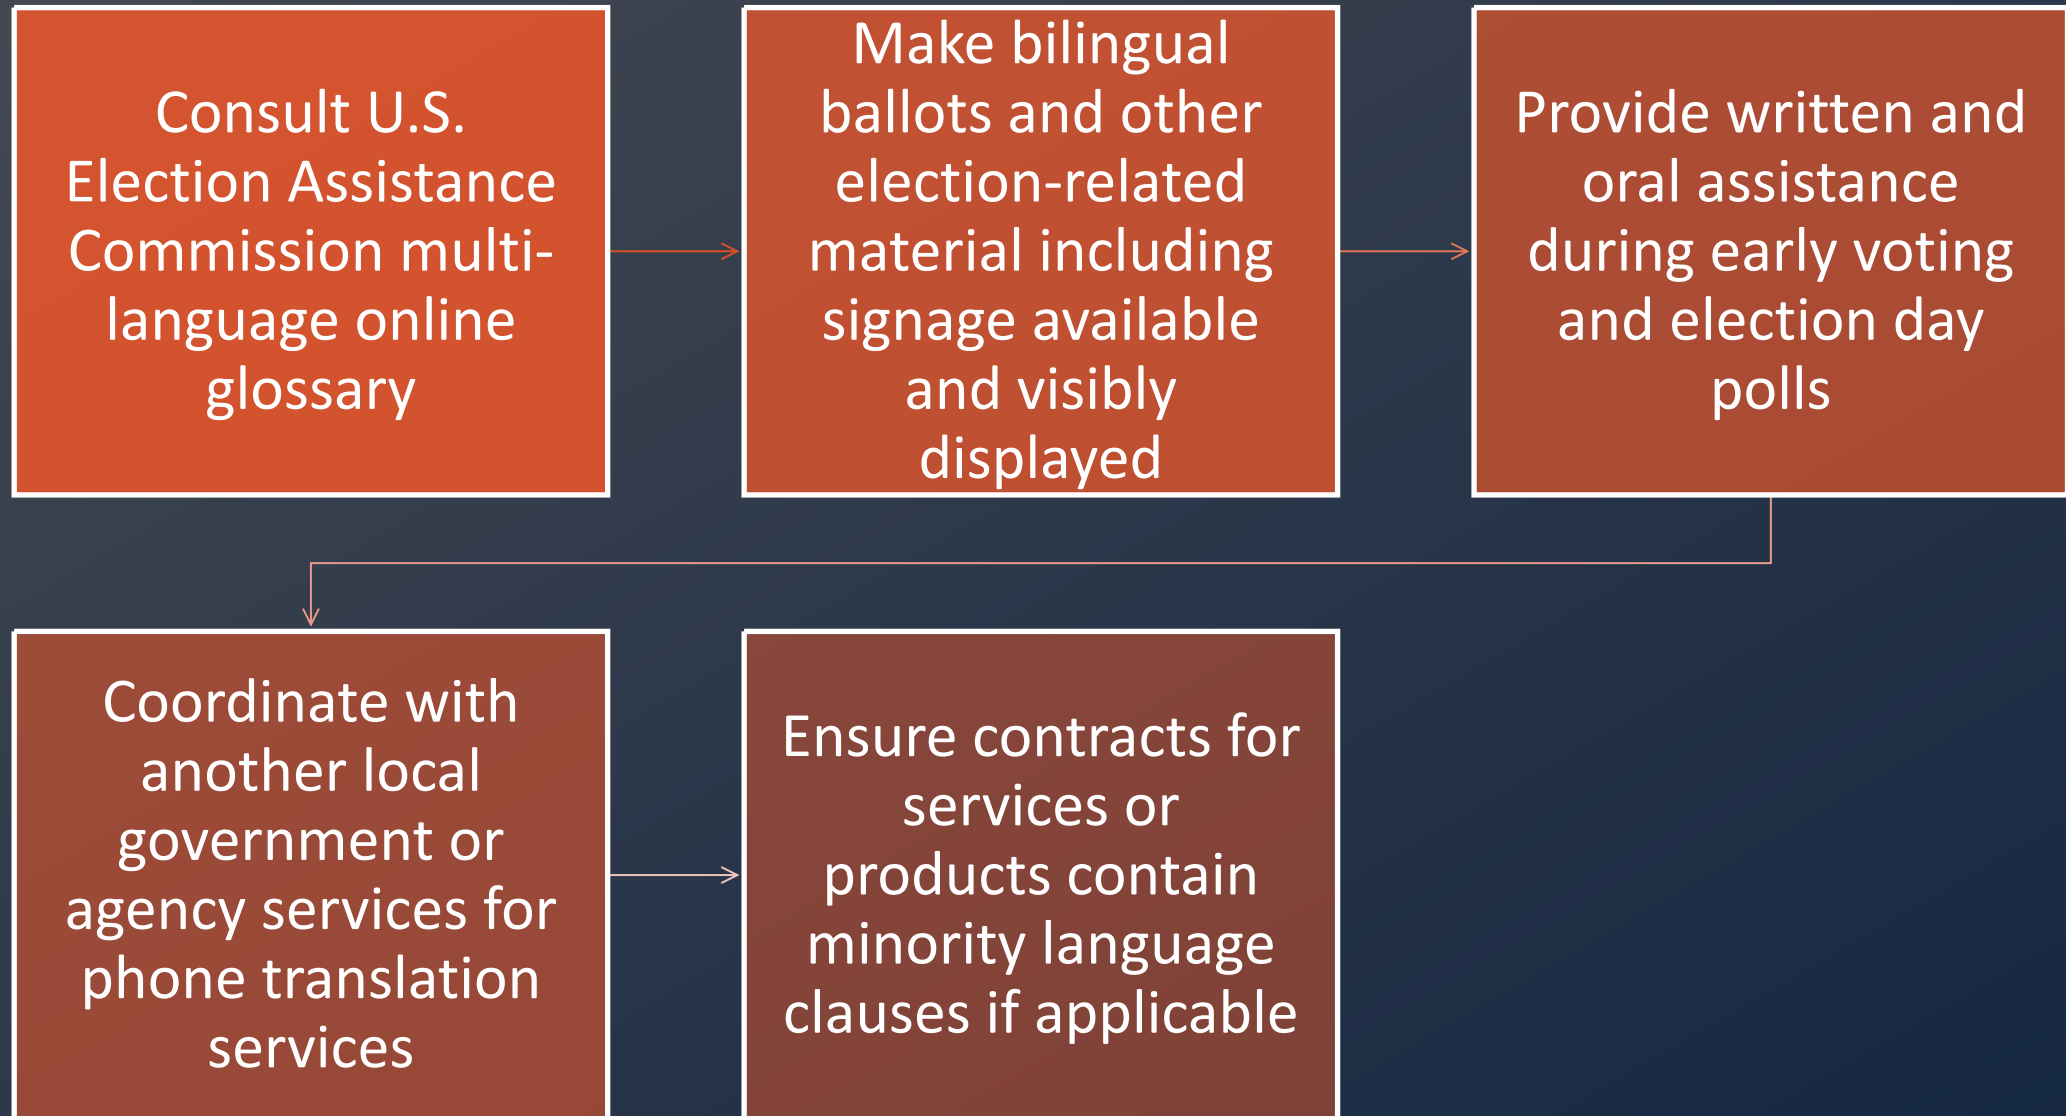 Consult U.S.
Election Assistance
Commission multi-
language online
glossary
Make bilingual
ballots and other
election-related
material including
signage available
and visibly
displayed
Provide written and
oral assistance
during early voting
and election day
polls
Coordinate with
another local
government or
agency services for
phone translation
services
Ensure contracts for
services or
products contain
minority language
clauses if applicable